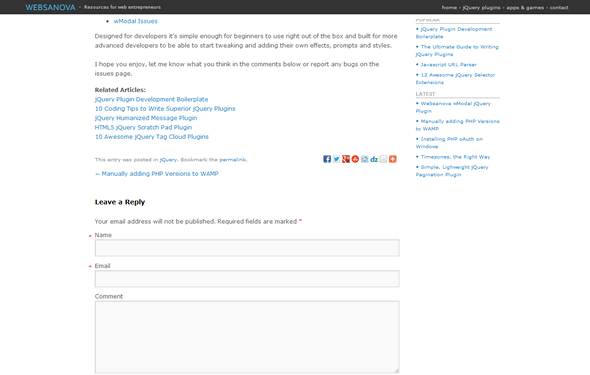 WEBSANOVA - Resources for web entrepreneurs
home - jQuery plugins - apps & games - contact
• wModal Issues
Designed for developers it's simple enough for beginners to use right out of the box and built for more
advanced developers to be able to start tweaking and adding their own effects, prompts and styles.
I hope you enjoy, let me know what you think in the comments below or report any bugs on the
issues page.
Related Articles:
jQuery Plugin Development Boilerplate
10 Coding Tips to Write Superior jQuery Plugins
jQuery Humanized Message Plugin
HTML5 jQuery Scratch Pad Plugin
10 Awesome jQuery Tag Cloud Plugins
This entry was posted in jQuery. Bookmark the permalink.
← Manually adding PHP Versions to WAMP
Leave a Reply
Your email address will not be published. Required fields are marked *
* Name
* Email
Comment
POPULAR
• jQuery Plugin Development
Boilerplate
• The Ultimate Guide to Writing
jQuery Plugins
• Javascript URL Parser
• 12 Awesome jQuery Selector
Extensions
LATEST
• Websanova wModal jQuery
Plugin
• Manually adding PHP Versions
to WAMP
• Installing PHP oAuth on
Windows
• Timezones, the Right Way
• Simple, Lighweight jQuery
Pagination Plugin